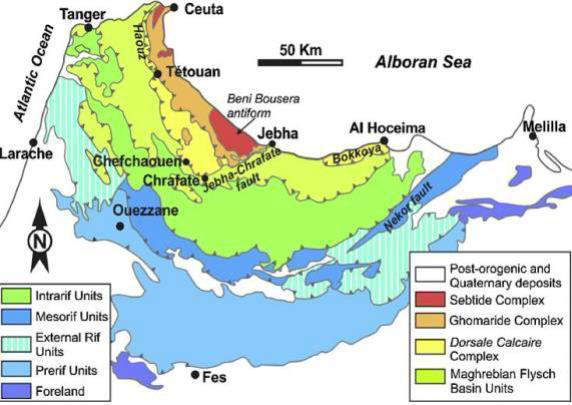 Tanger
Ceuta
Haouz
Atlantic Ocean
50 Km
Alboran Sea
Tétouan
Beni Bousera
antiform
Jebha
Al Hoceima
Melilla
Larache
Bokkoya
Chefchaouen
Chrafate
Jebha-Chrafate
fault
Nekor fault
Ouezzane
N
Fes
Intrarif Units
Mesorif Units
External Rif
Units
Prerif Units
Foreland
Post-orogenic and
Quaternary deposits
Septide Complex
Ghomaride Complex
Dorsale Calcaire
Complex
Maghrebian Flysch
Basin Units